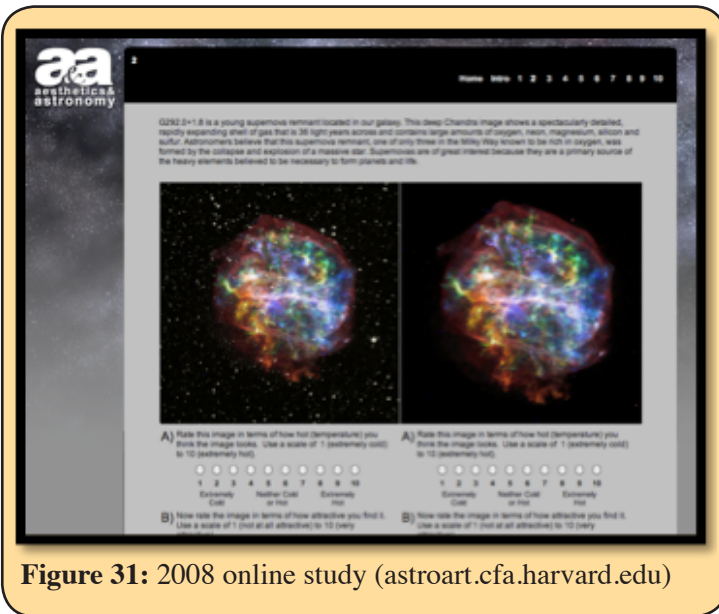 a&a
aesthetics&
astronomy
2
Home Intro 1 2 3 4 5 6 7 8 9 10
G292.0+1.8 is a young supernova remnant located in our galaxy. This deep Chandra image shows a spectacularly detailed,
rapidly expanding shell of gas that is 36 light years across and contains large amounts of oxygen, neon, magnesium, silicon and
sulfur. Astronomers believe that this supernova remnant, one of only three in the Milky Way known to be rich in oxygen, was
formed by the collapse and explosion of a massive star. Supernovas are of great interest because they are a primary source of
the heavy elements believed to be necessary to form planets and life.
A) Rate this image in terms of how hot (temperature) you
think the image looks. Use a scale of 1 (extremely cold)
to 10 (extremely hot).
1 2 3 4 5 6 7 8 9 10
Extremely Neither Cold Extremely
Cold or Hot Hot
B) Now rate the image in terms of how attractive you find it.
Use a scale of 1 (not at all attractive) to 10 (very
A) Rate this image in terms of how hot (temperature) you
think the image looks. Use a scale of 1 (extremely cold)
to 10 (extremely hot).
1 2 3 4 5 6 7 8 9 10
Extremely Neither Cold Extremely
Cold or Hot Hot
B) Now rate the image in terms of how attractive you find it.
Use a scale of 1 (not at all attractive) to 10 (very
Figure 31: 2008 online study (astroart.cfa.harvard.edu)